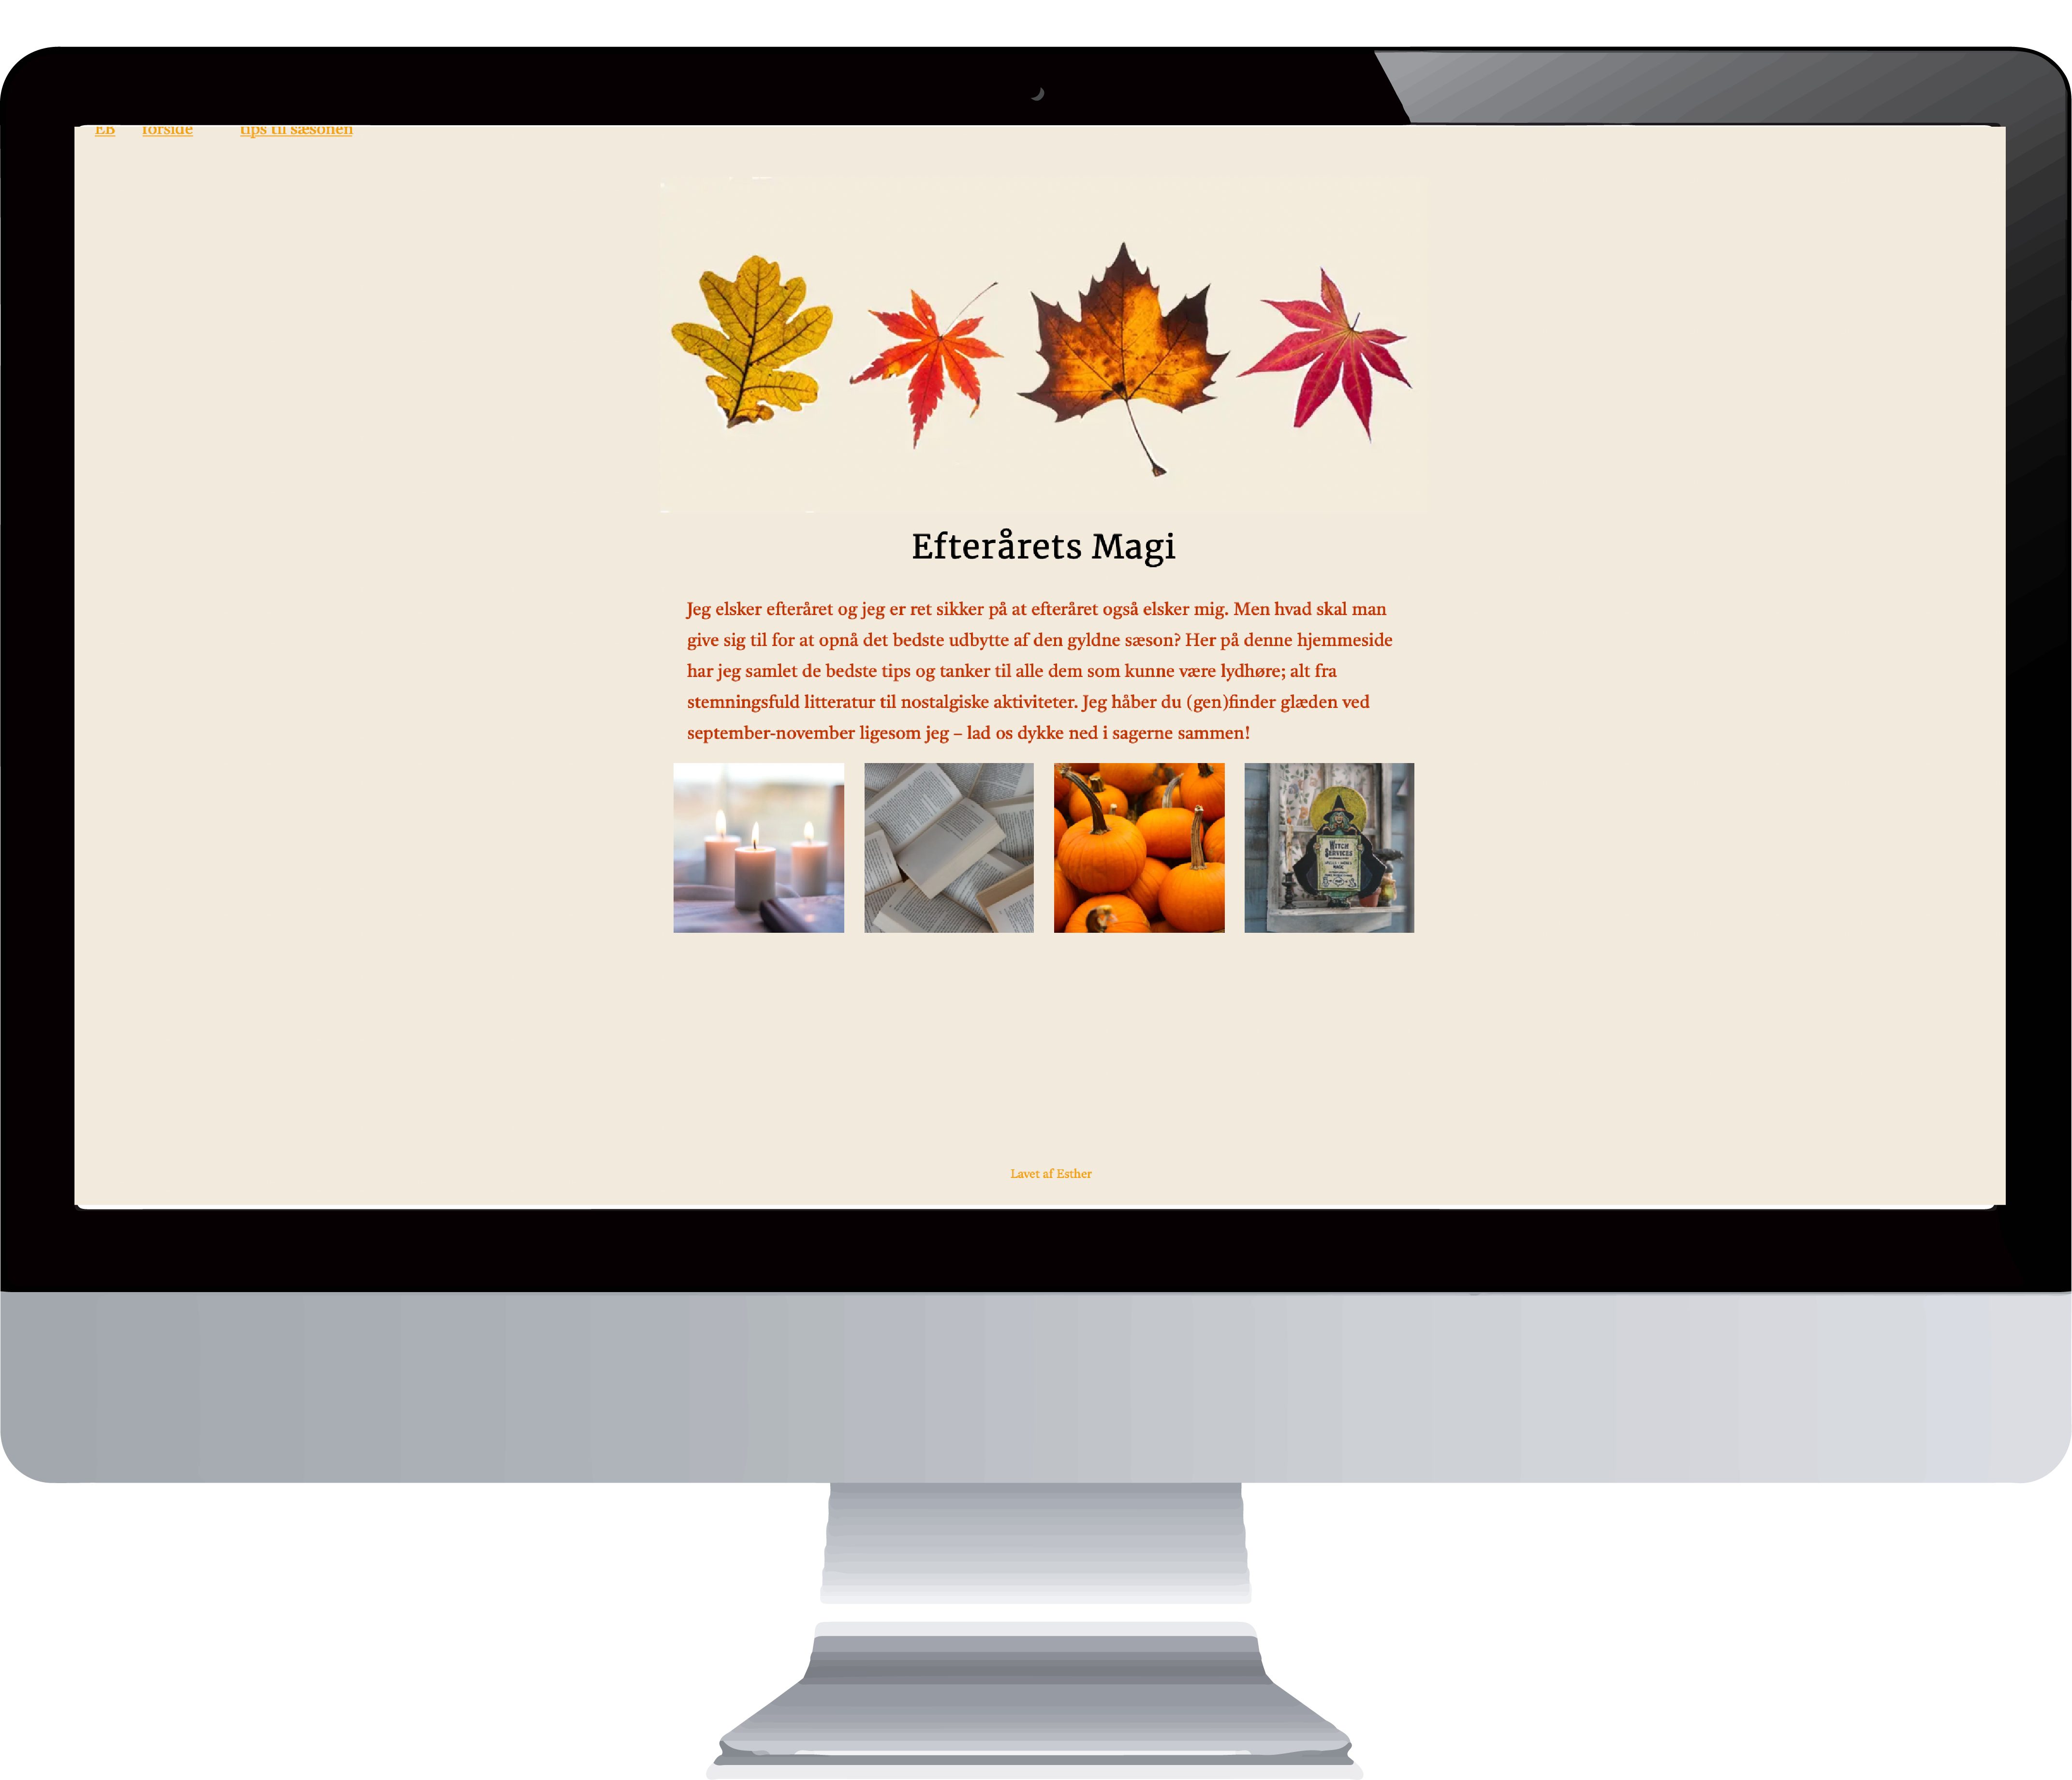 EB forside tips til sæsonen
Efterårets Magi
Jeg elsker efteråret og jeg er ret sikker på at efteråret også elsker mig. Men hvad skal man
give sig til for at opnå det bedste udbytte af den gyldne sæson? Her på denne hjemmeside
har jeg samlet de bedste tips og tanker til alle dem som kunne være lydhøre; alt fra
stemningsfuld litteratur til nostalgiske aktiviteter. Jeg håber du (gen)finder glæden ved
september-november ligesom jeg – lad os dykke ned i sagerne sammen!
WITCH
SERVICES
Lavet af Esther